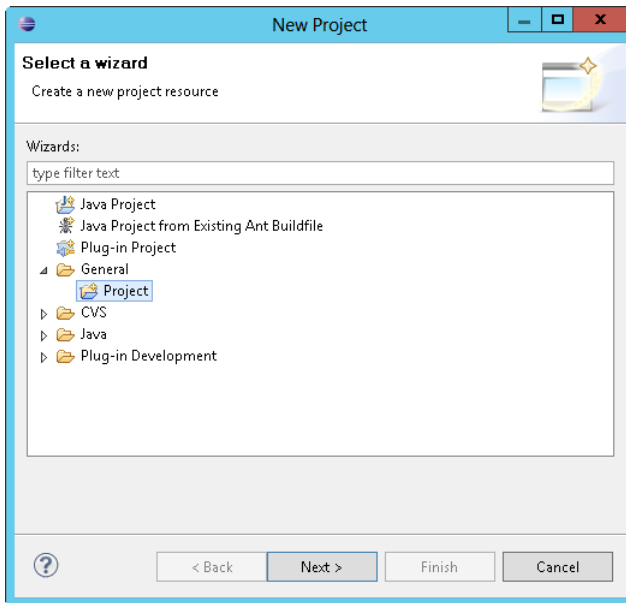 New Project
Select a wizard
Create a new project resource
Wizards:
type filter text
Java Project
Java Project from Existing Ant Buildfile
Plug-in Project
General
Project
CVS
Java
Plug-in Development
? < Back Next > Finish Cancel